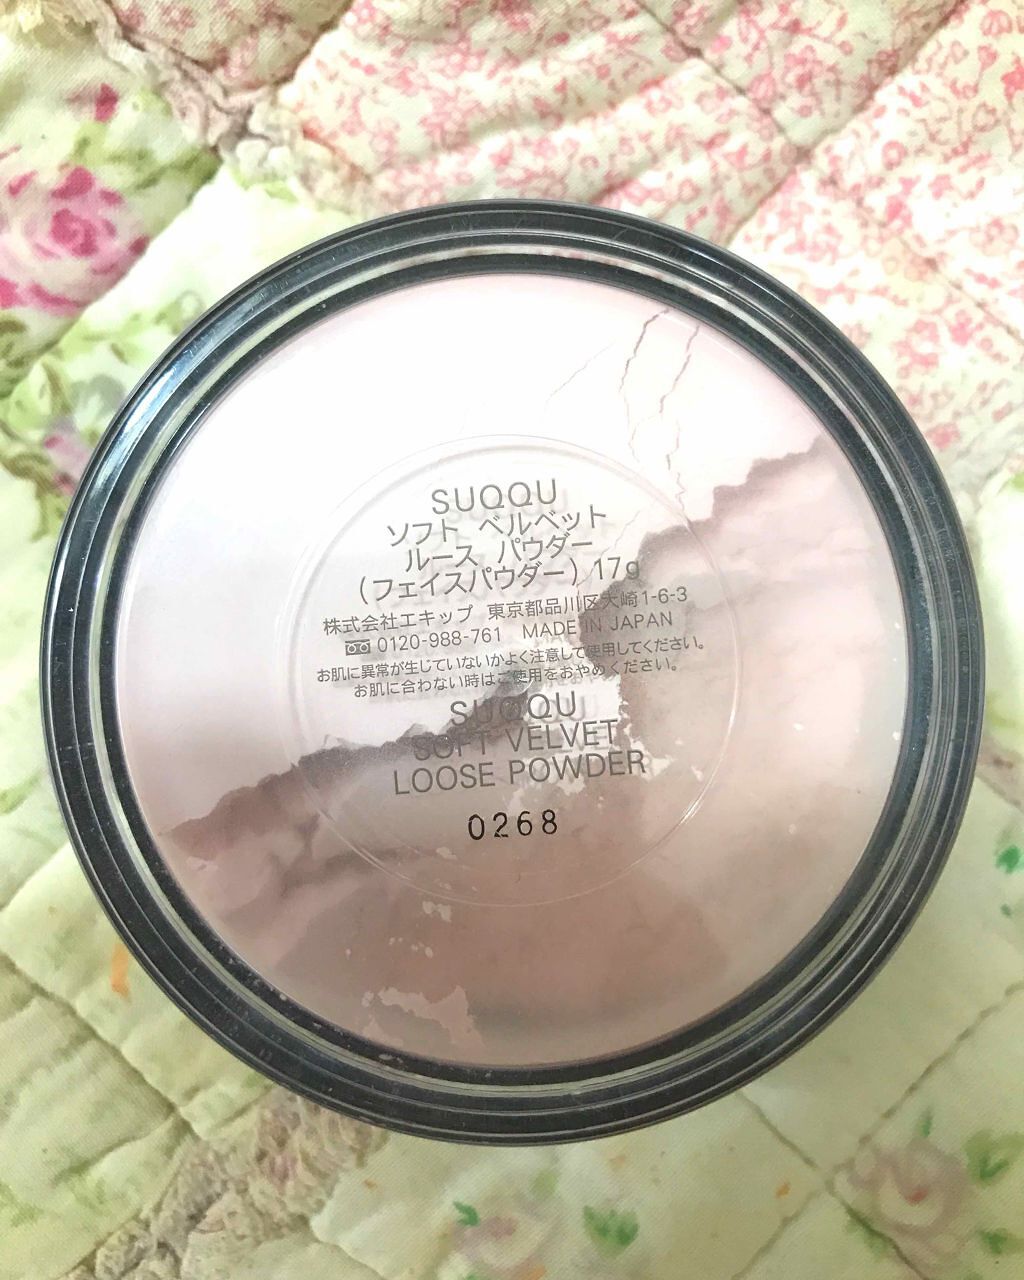 SUQQU
ソフト ベルベット
ルース パウダー
(フェイスパウダー) 17g
株式会社エキップ 東京都品川区大崎1-6-3
0120-988-761 MADE IN JAPAN
お肌に異常が生じていないかよく注意して使用してください。
お肌に合わない時はご使用をおやめください。
SUQQU
SOFT VELVET
LOOSE POWDER
0268